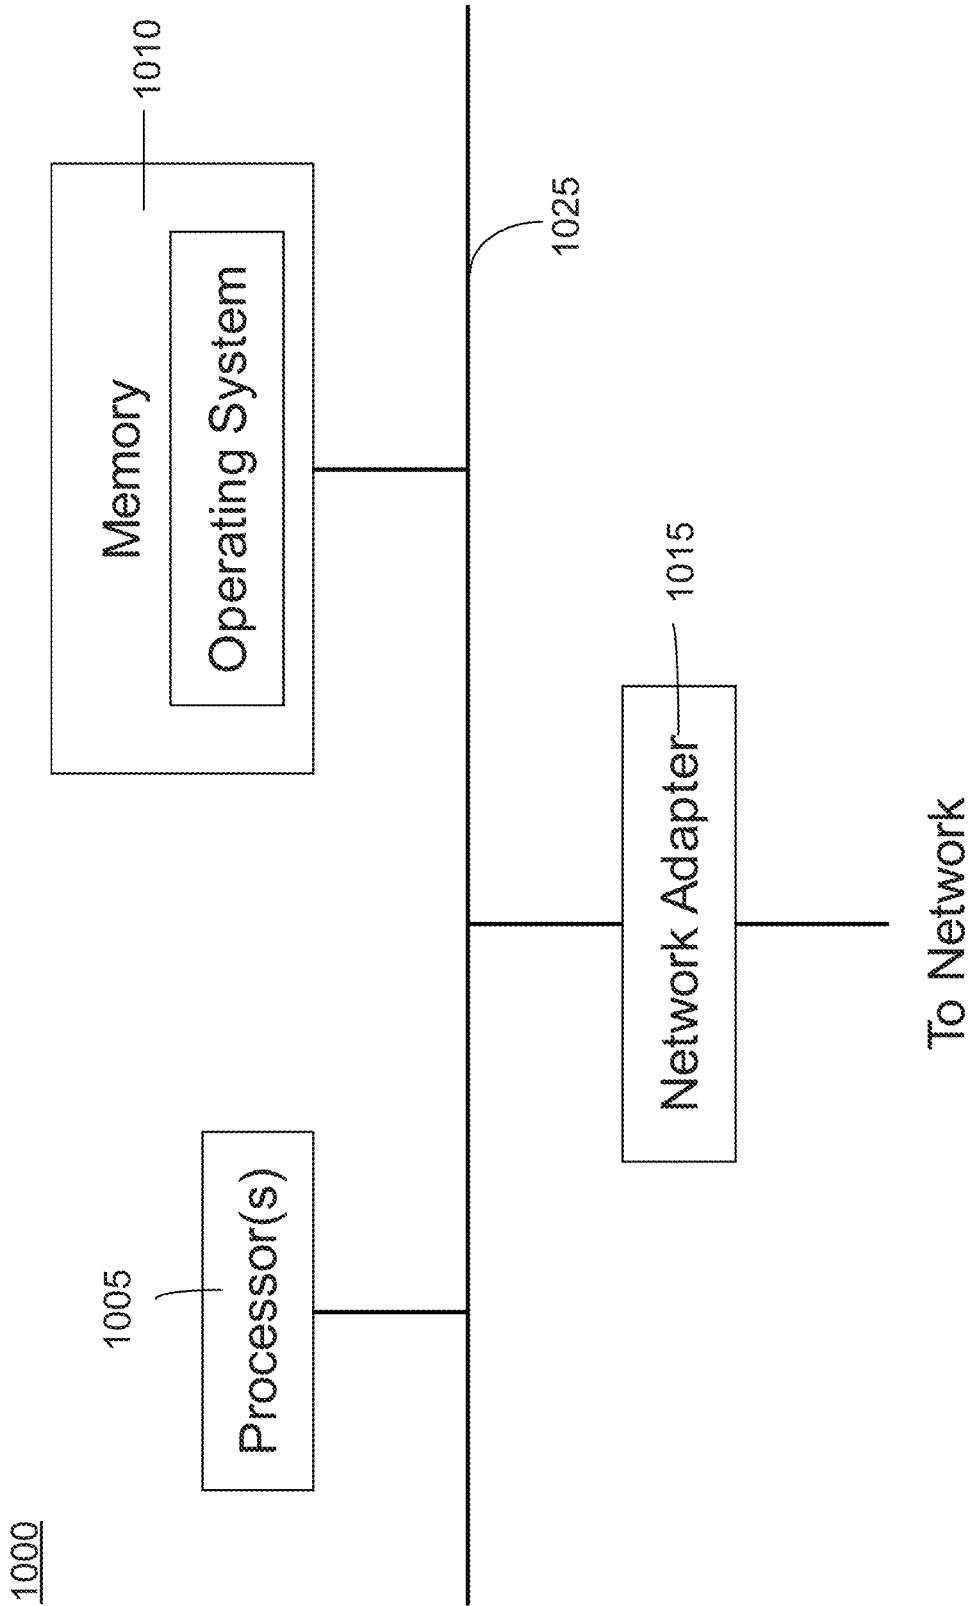 1000
1005
Processor(s)
Memory
1010
Operating System
1025
Network Adapter
1015
To Network